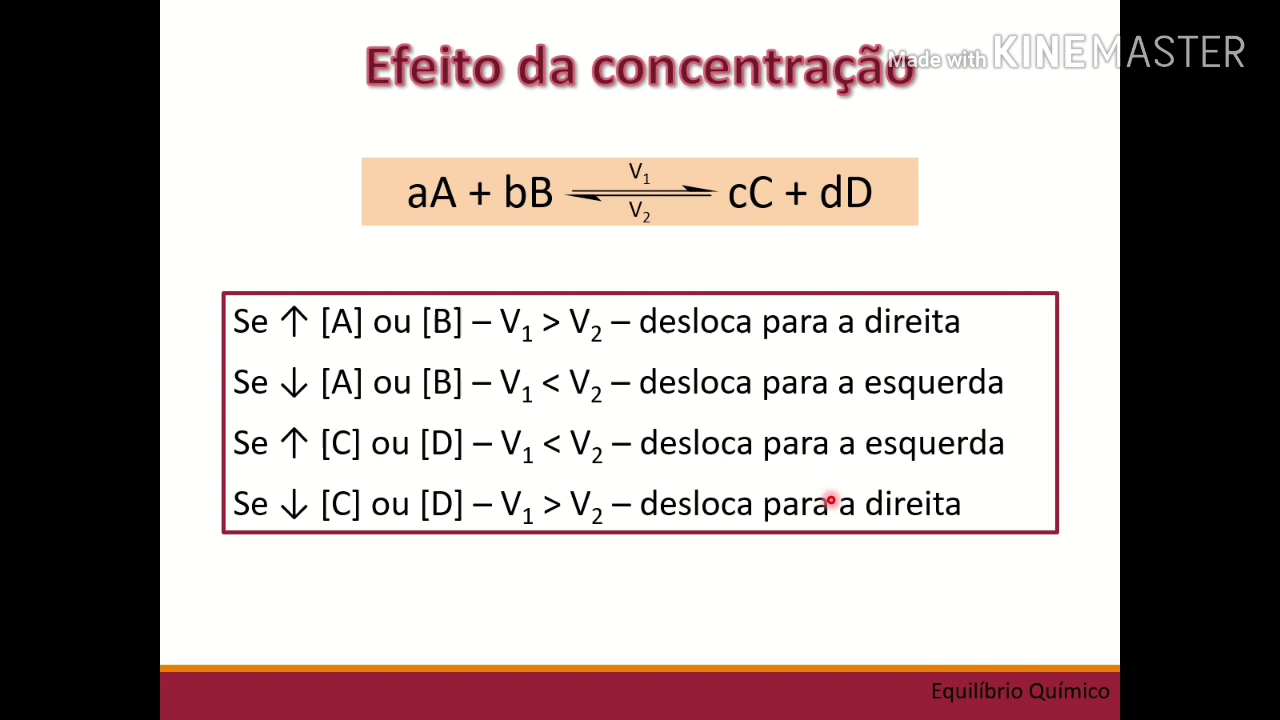 Efeito da concentração
Made with KINEMASTER
V₁
aA + bB ⇌ cC + dD
V₂
Se ↑ [A] ou [B] – V₁ > V₂ – desloca para a direita
Se ↓ [A] ou [B] – V₁ < V₂ – desloca para a esquerda
Se ↑ [C] ou [D] – V₁ < V₂ – desloca para a esquerda
Se ↓ [C] ou [D] – V₁ > V₂ – desloca para a direita
Equilíbrio Químico